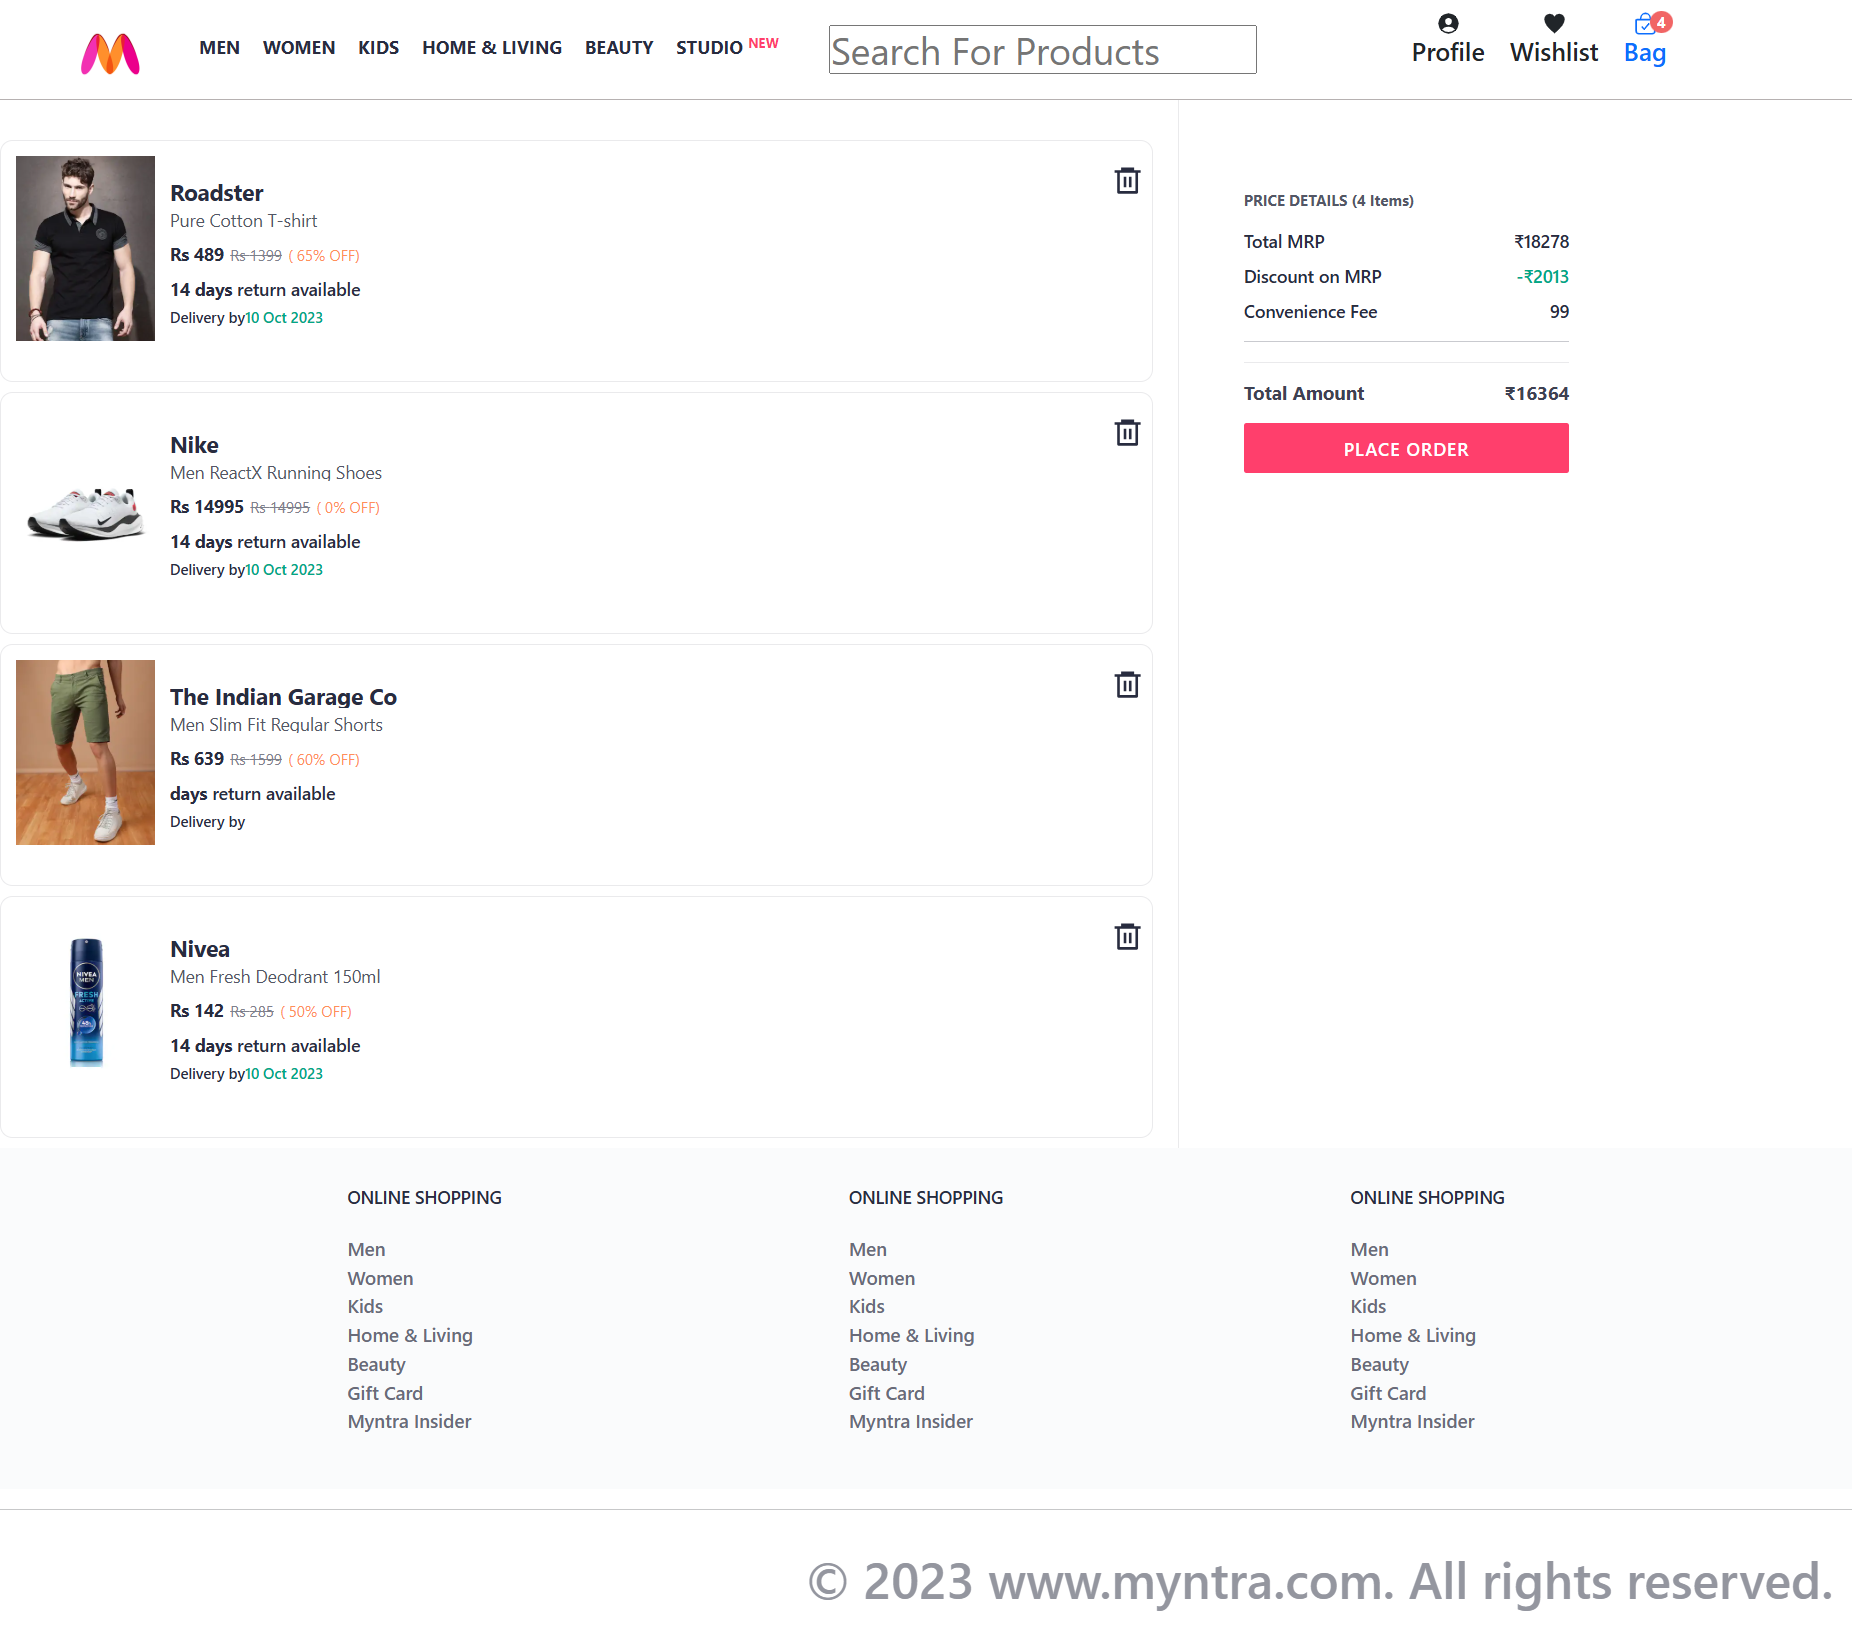 MEN WOMEN KIDS HOME & LIVING BEAUTY STUDIO NEW
Search For Products
Profile Wishlist Bag 4
Roadster
Pure Cotton T-shirt
Rs 489 Rs 1399 ( 65% OFF)
14 days return available
Delivery by10 Oct 2023
Nike
Men ReactX Running Shoes
Rs 14995 Rs 14995 ( 0% OFF)
14 days return available
Delivery by10 Oct 2023
The Indian Garage Co
Men Slim Fit Regular Shorts
Rs 639 Rs 1599 ( 60% OFF)
days return available
Delivery by
NIVEA
MEN
FRESH
ACTIVE
Nivea
Men Fresh Deodrant 150ml
Rs 142 Rs 285 ( 50% OFF)
14 days return available
Delivery by10 Oct 2023
PRICE DETAILS (4 Items)
Total MRP ₹18278
Discount on MRP -₹2013
Convenience Fee 99
Total Amount ₹16364
PLACE ORDER
ONLINE SHOPPING
Men
Women
Kids
Home & Living
Beauty
Gift Card
Myntra Insider
ONLINE SHOPPING
Men
Women
Kids
Home & Living
Beauty
Gift Card
Myntra Insider
ONLINE SHOPPING
Men
Women
Kids
Home & Living
Beauty
Gift Card
Myntra Insider
© 2023 www.myntra.com. All rights reserved.